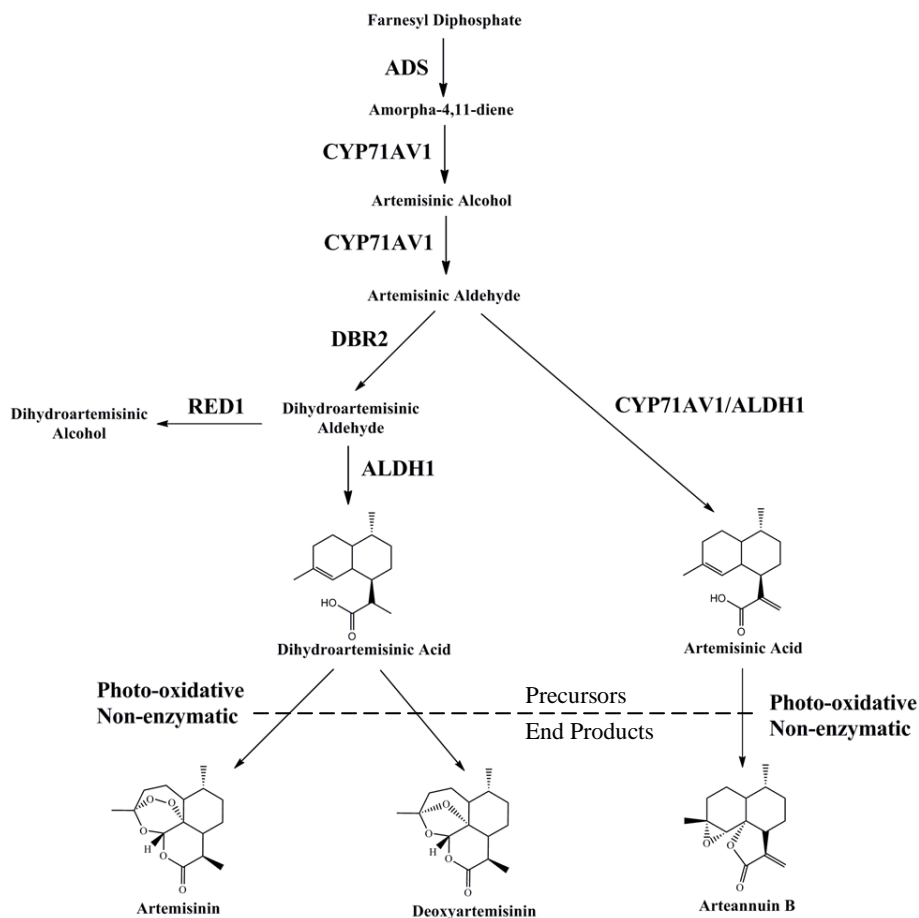 Farnesyl Diphosphate
ADS
Amorpha-4,11-diene
CYP71AV1
Artemisinic Alcohol
CYP71AV1
Artemisinic Aldehyde
DBR2
CYP71AV1/ALDH1
Dihydroartemisinic
Alcohol
RED1
Dihydroartemisinic
Aldehyde
ALDH1
HO
O
Dihydroartemisinic Acid
HO
O
Artemisinic Acid
Photo-oxidative
Non-enzymatic
Precursors
End Products
Photo-oxidative
Non-enzymatic
O
O
O
H
O
O
Artemisinin
O
O
H
O
O
Deoxyartemisinin
O
O
O
Arteannuin B